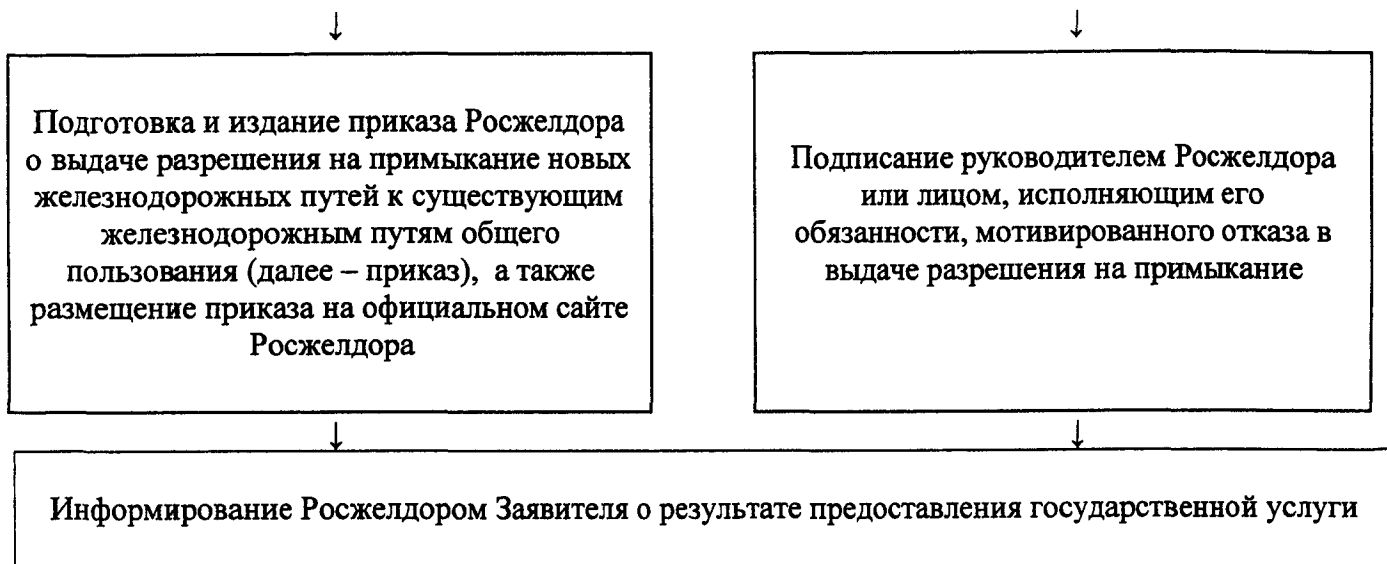 Подготовка и издание приказа Росжелдора
о выдаче разрешения на примыкание новых
железнодорожных путей к существующим
железнодорожным путям общего
пользования (далее – приказ), а также
размещение приказа на официальном сайте
Росжелдора
Подписание руководителем Росжелдора
или лицом, исполняющим его
обязанности, мотивированного отказа в
выдаче разрешения на примыкание
Информирование Росжелдором Заявителя о результате предоставления государственной услуги